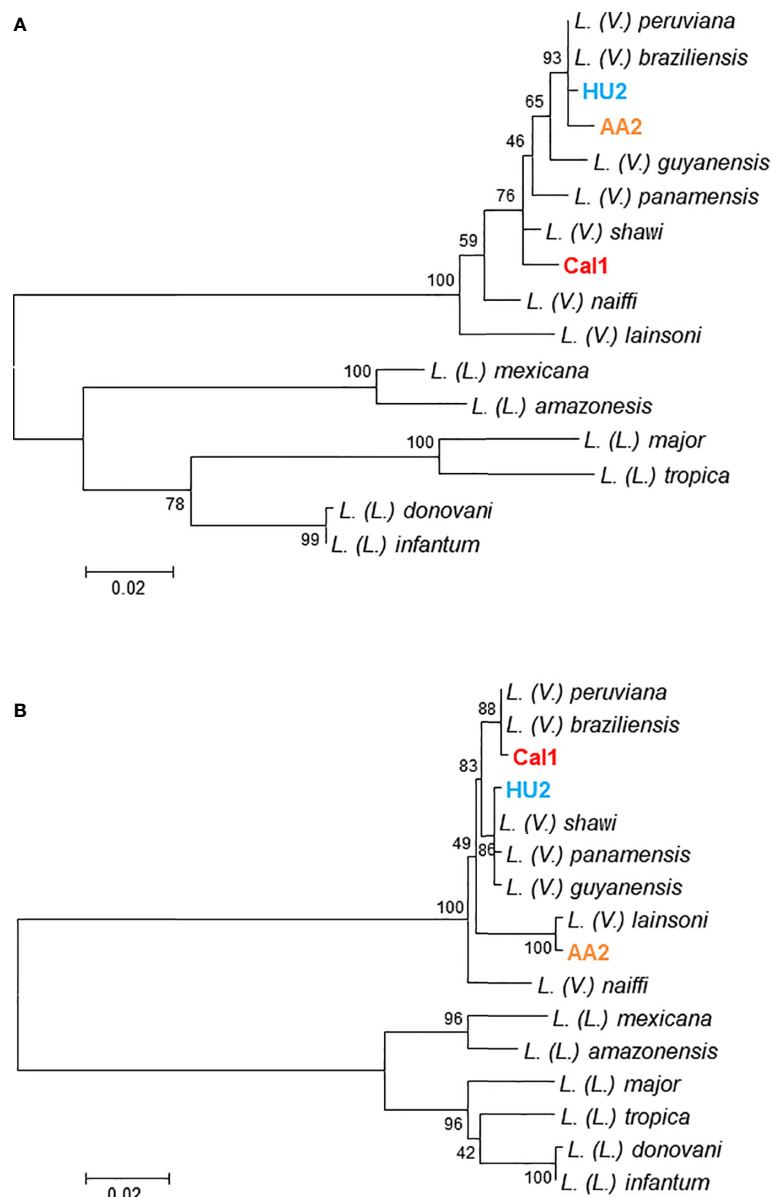 A
L. (V.) peruviana
93
L. (V.) braziliensis
HU2
65
AA2
46
L. (V.) guyanensis
76
L. (V.) panamensis
L. (V.) shawi
59
Cal1
100
L. (V.) naiffi
L. (V.) lainsoni
100
L. (L.) mexicana
L. (L.) amazonesis
100
L. (L.) major
L. (L.) tropica
78
L. (L.) donovani
99
L. (L.) infantum
0.02
B
L. (V.) peruviana
88
L. (V.) braziliensis
Cal1
83
HU2
L. (V.) shawi
49
86
L. (V.) panamensis
L. (V.) guyanensis
100
L. (V.) lainsoni
100
AA2
L. (V.) naiffi
96
L. (L.) mexicana
L. (L.) amazonensis
L. (L.) major
96
L. (L.) tropica
42
L. (L.) donovani
100
L. (L.) infantum
0.02